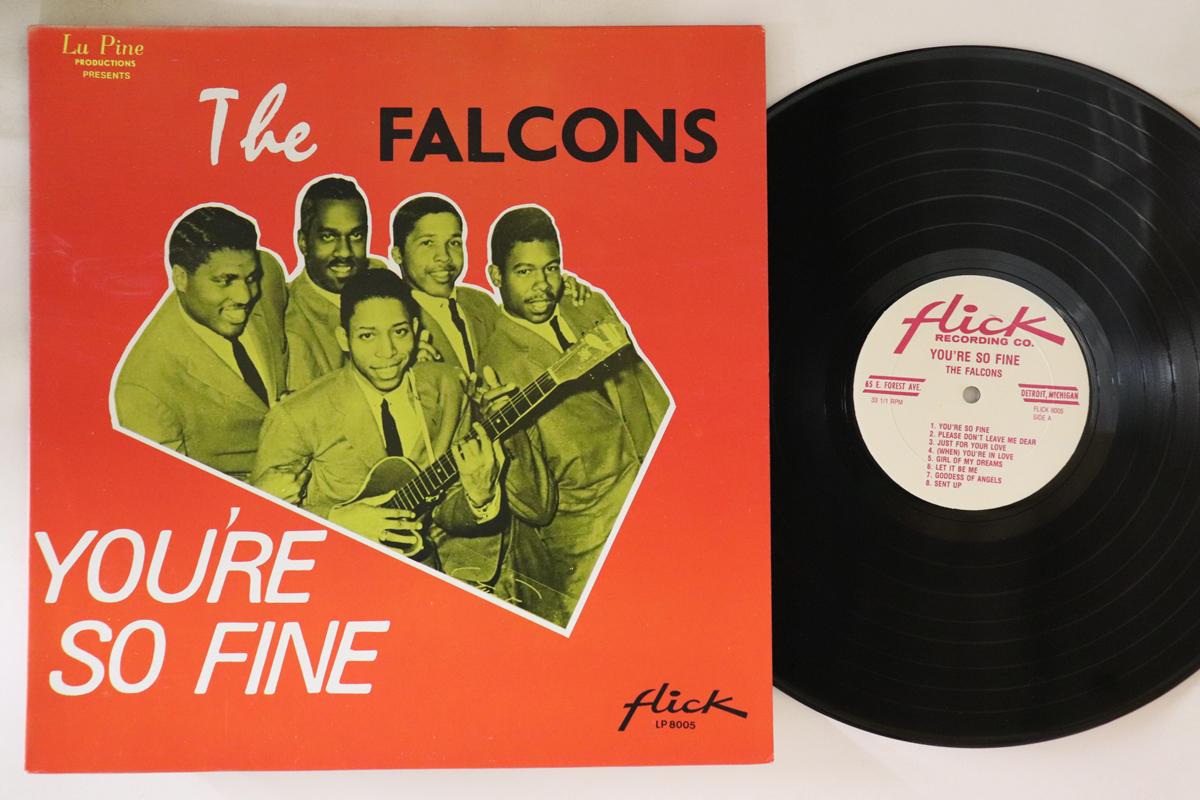 Lu Pine
PRODUCTIONS
PRESENTS
The FALCONS
YOU'RE
SO FINE
flick
LP 8005
flick
RECORDING CO.
YOU'RE SO FINE
THE FALCONS
65 E. FOREST AVE.
DETROIT, MICHIGAN
33 1/1 RPM
FLICK 8005
SIDE A
1. YOU'RE SO FINE
2. PLEASE DON'T LEAVE ME DEAR
3. JUST FOR YOUR LOVE
4. (WHEN) YOU'RE IN LOVE
5. GIRL OF MY DREAMS
6. LET IT BE ME
7. GODDESS OF ANGELS
8. SENT UP